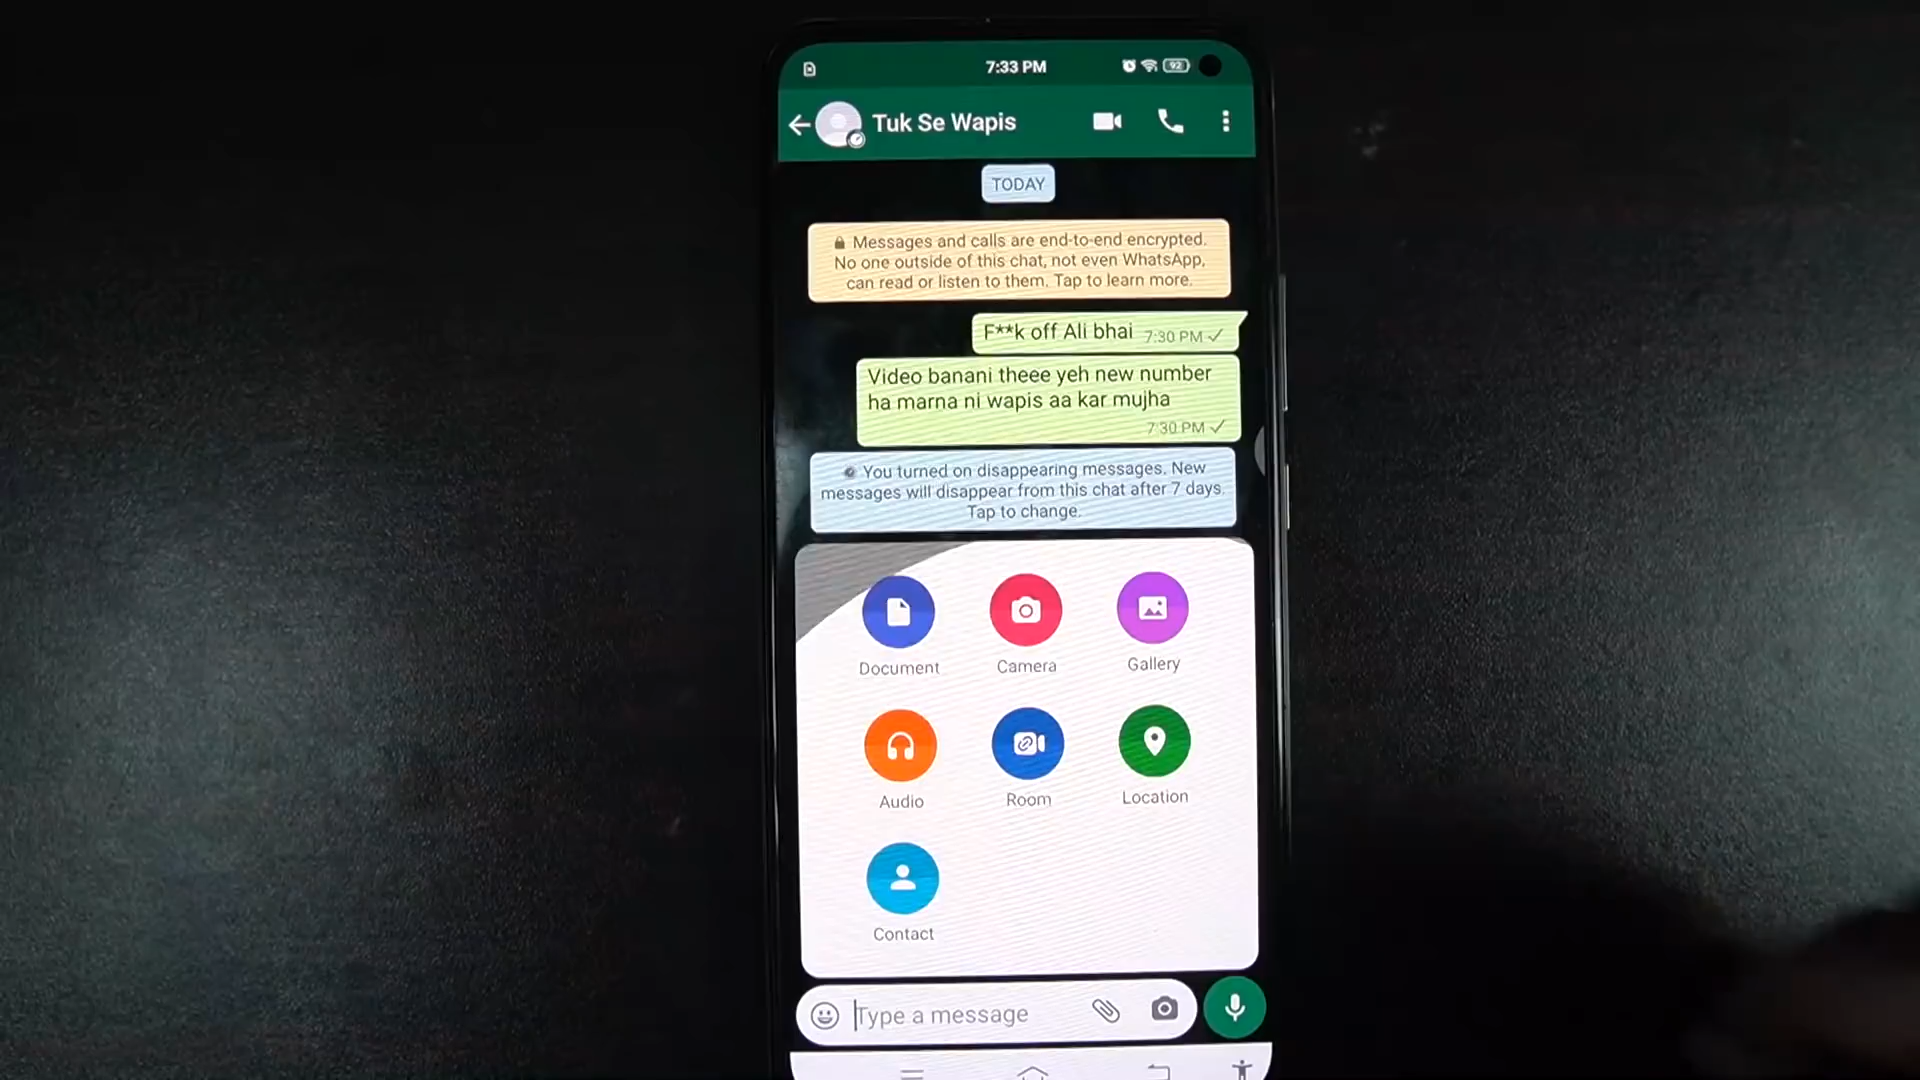 7:33 PM
92
Tuk Se Wapis
TODAY
Messages and calls are end-to-end encrypted.
No one outside of this chat, not even WhatsApp,
can read or listen to them. Tap to learn more.
F**k off Ali bhai 7:30 PM
Video banani theee yeh new number
ha marna ni wapis aa kar mujha
7:30 PM
You turned on disappearing messages. New
messages will disappear from this chat after 7 days.
Tap to change.
Document Camera Gallery
Audio Room Location
Contact
Type a message